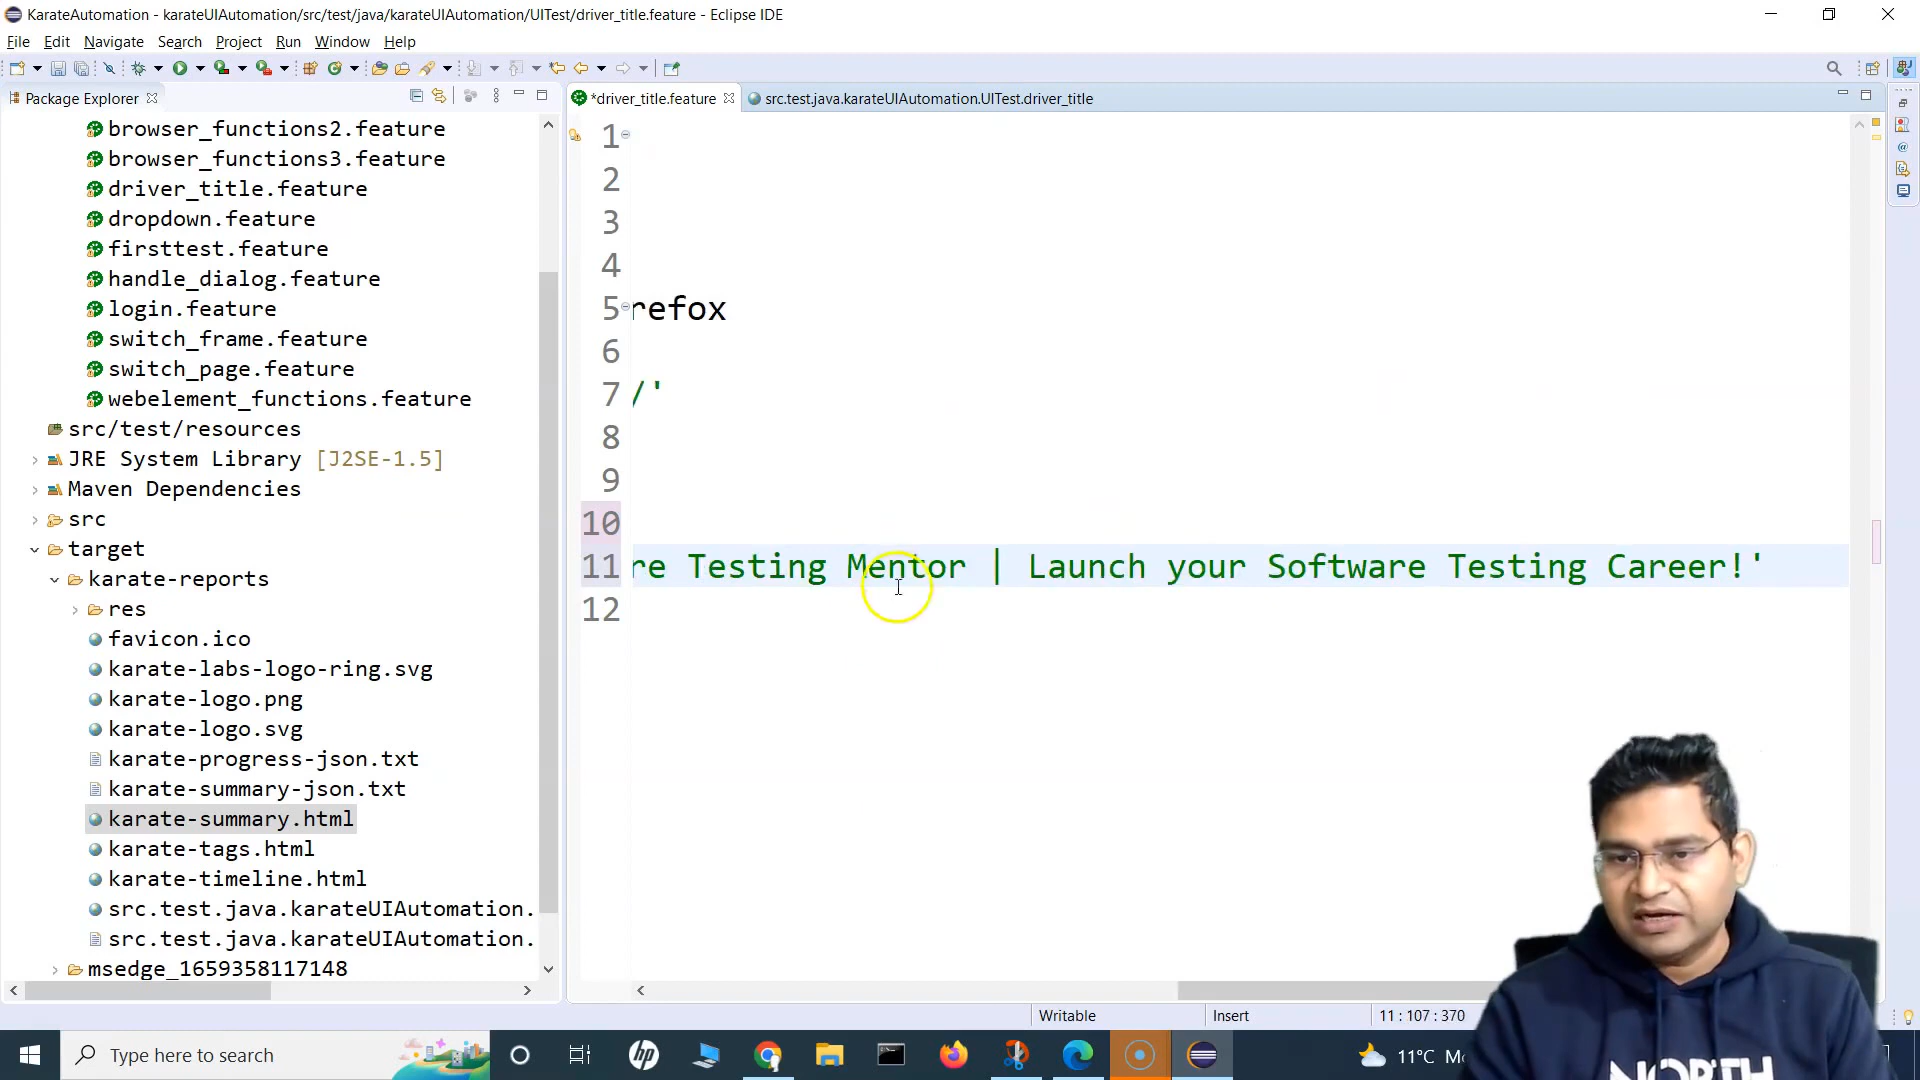 KarateAutomation - karateUIAutomation/src/test/java/karateUIAutomation/UITest/driver_title.feature - Eclipse IDE
File Edit Navigate Search Project Run Window Help
Package Explorer
*driver_title.feature
src.test.java.karateUIAutomation.UITest.driver_title
browser_functions2.feature
browser_functions3.feature
driver_title.feature
dropdown.feature
firsttest.feature
handle_dialog.feature
login.feature
switch_frame.feature
switch_page.feature
webelement_functions.feature
src/test/resources
JRE System Library [J2SE-1.5]
Maven Dependencies
src
target
karate-reports
res
favicon.ico
karate-labs-logo-ring.svg
karate-logo.png
karate-logo.svg
karate-progress-json.txt
karate-summary-json.txt
karate-summary.html
karate-tags.html
karate-timeline.html
src.test.java.karateUIAutomation.
src.test.java.karateUIAutomation.
msedge_1659358117148
1
2
3
4
5 refox
6
7 /'
8
9
10
11 re Testing Mentor | Launch your Software Testing Career!'
12
Writable Insert 11 : 107 : 370
Type here to search
hp
11°C
NORTH